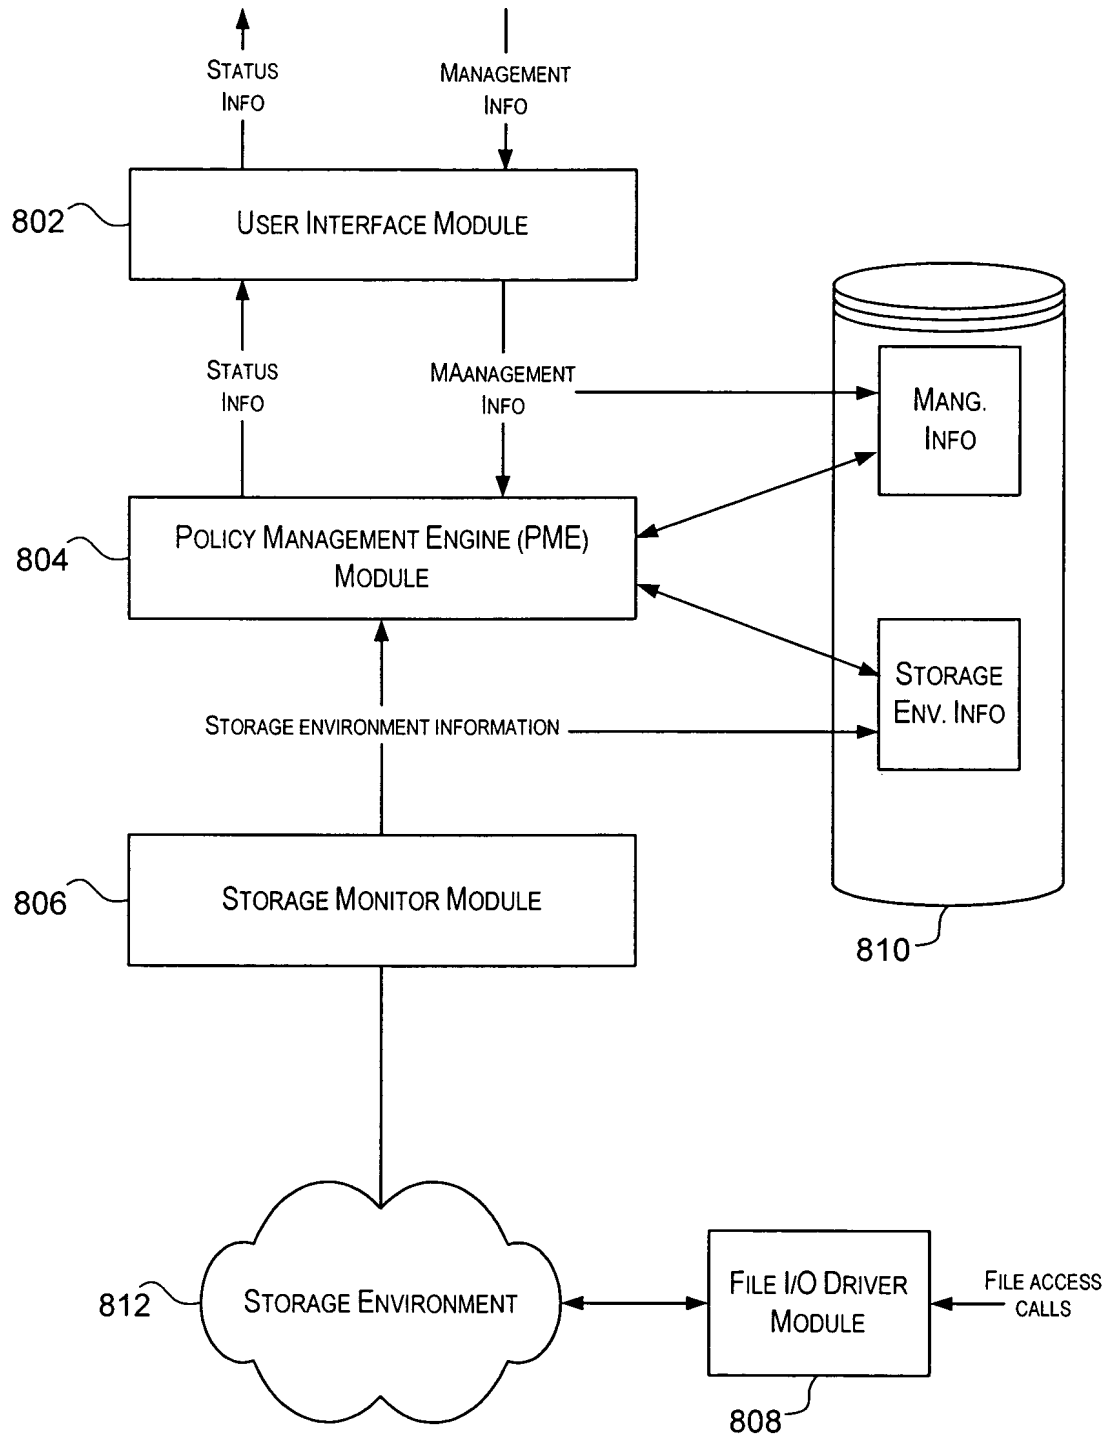 STATUS
INFO
MANAGEMENT
INFO
802
USER INTERFACE MODULE
STATUS
INFO
MAANAGEMENT
INFO
MANG.
INFO
804
POLICY MANAGEMENT ENGINE (PME)
MODULE
STORAGE
ENV. INFO
STORAGE ENVIRONMENT INFORMATION
806
STORAGE MONITOR MODULE
810
812
STORAGE ENVIRONMENT
FILE I/O DRIVER
MODULE
FILE ACCESS
CALLS
808